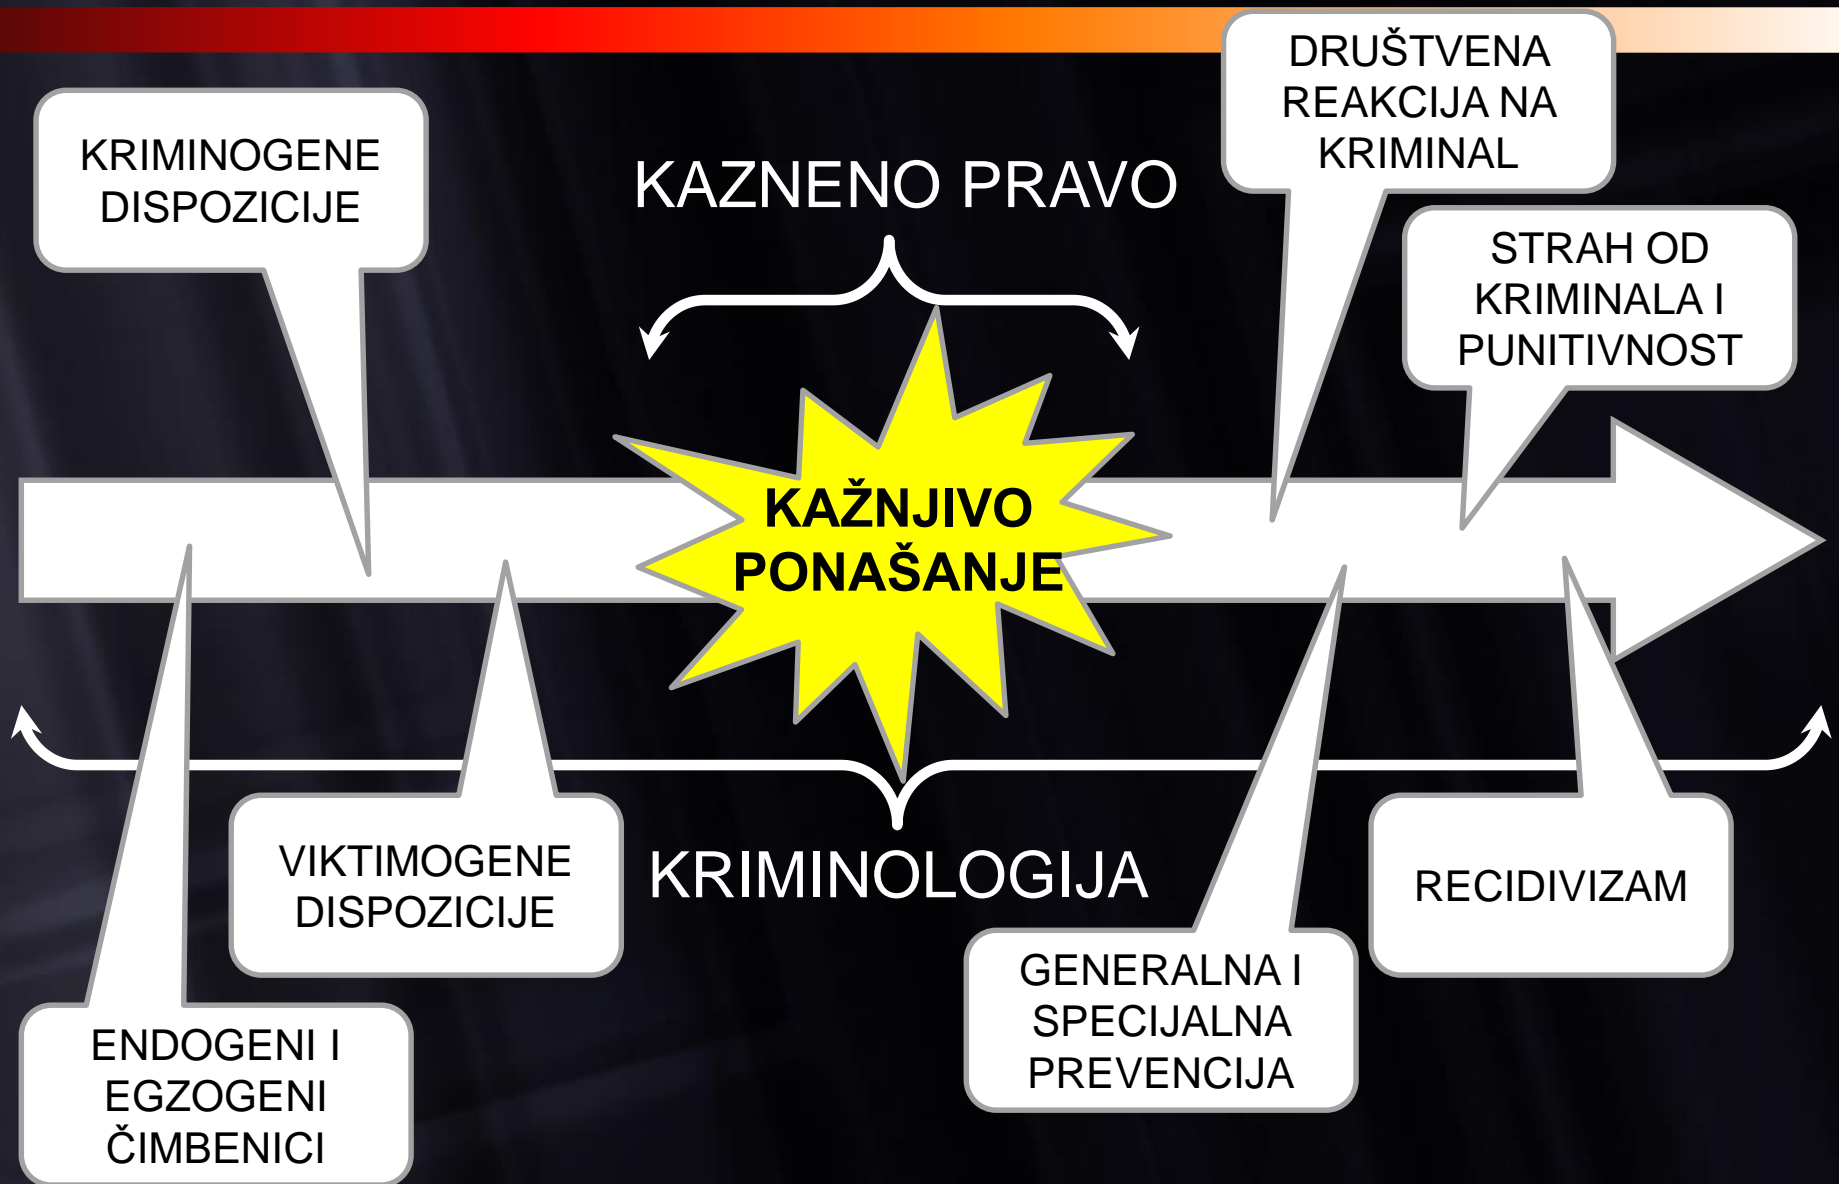 DRUŠTVENA
REAKCIJA NA
KRIMINAL
KRIMINOGENE
DISPOZICIJE
KAZNENO PRAVO
STRAH OD
KRIMINALA I
PUNITIVNOST
KAŽNJIVO
PONAŠANJE
VIKTIMOGENE
DISPOZICIJE
KRIMINOLOGIJA
RECIDIVIZAM
GENERALNA I
SPECIJALNA
PREVENCIJA
ENDOGENI I
EGZOGENI
ČIMBENICI